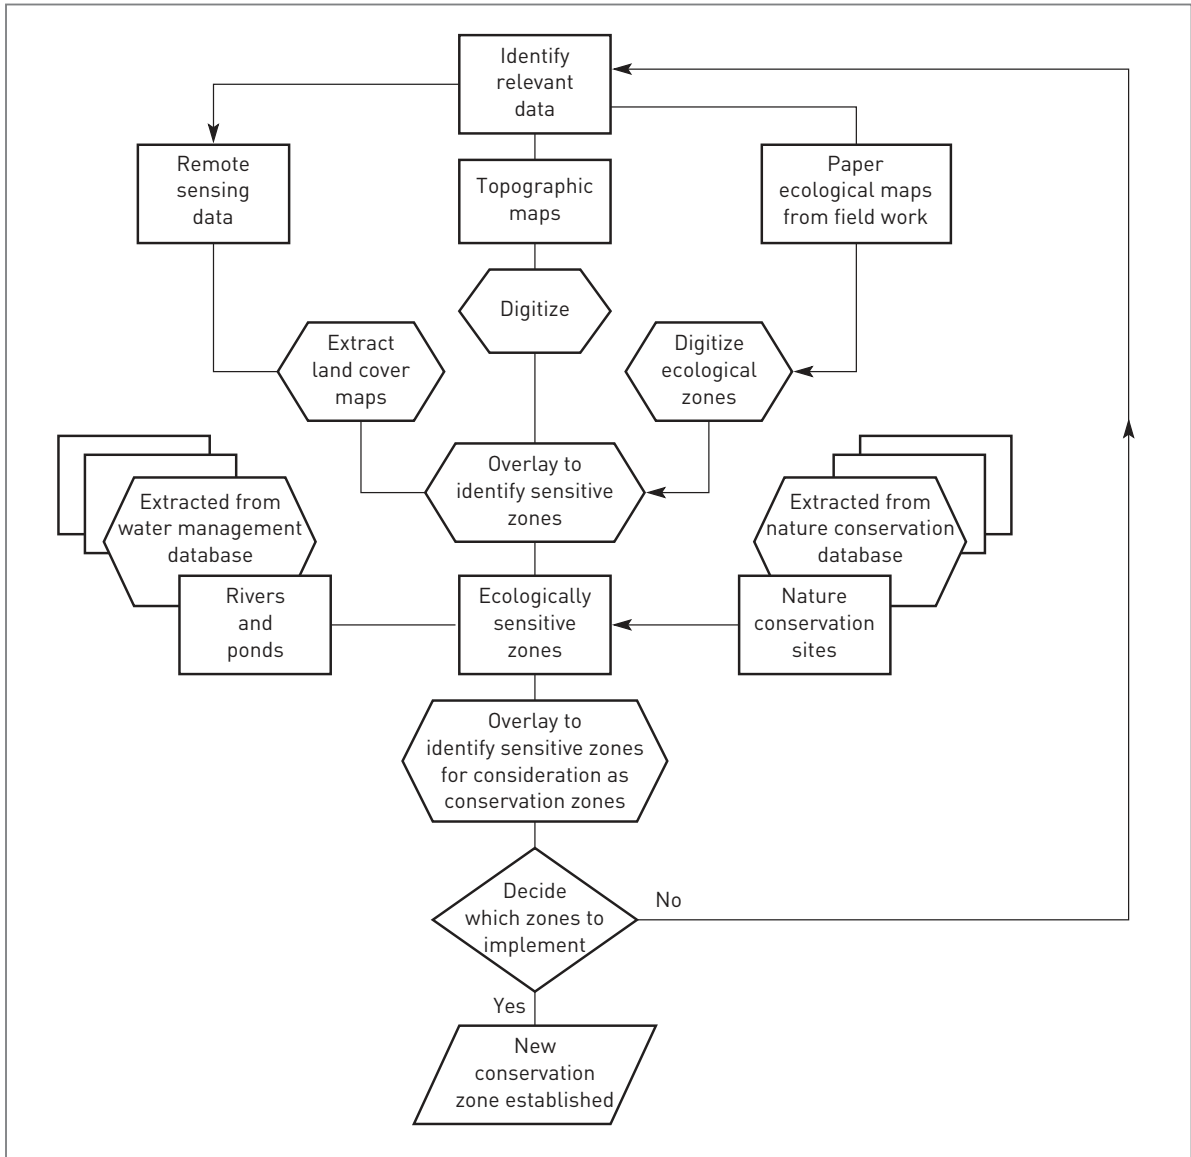 Identify
relevant
data
Remote
sensing
data
Topographic
maps
Paper
ecological maps
from field work
Digitize
Extract
land cover
maps
Digitize
ecological
zones
Overlay to
identify sensitive
zones
Extracted from
water management
database
Extracted from
nature conservation
database
Rivers
and
ponds
Ecologically
sensitive
zones
Nature
conservation
sites
Overlay to
identify sensitive zones
for consideration as
conservation zones
Decide
which zones to
implement
No
Yes
New
conservation
zone established